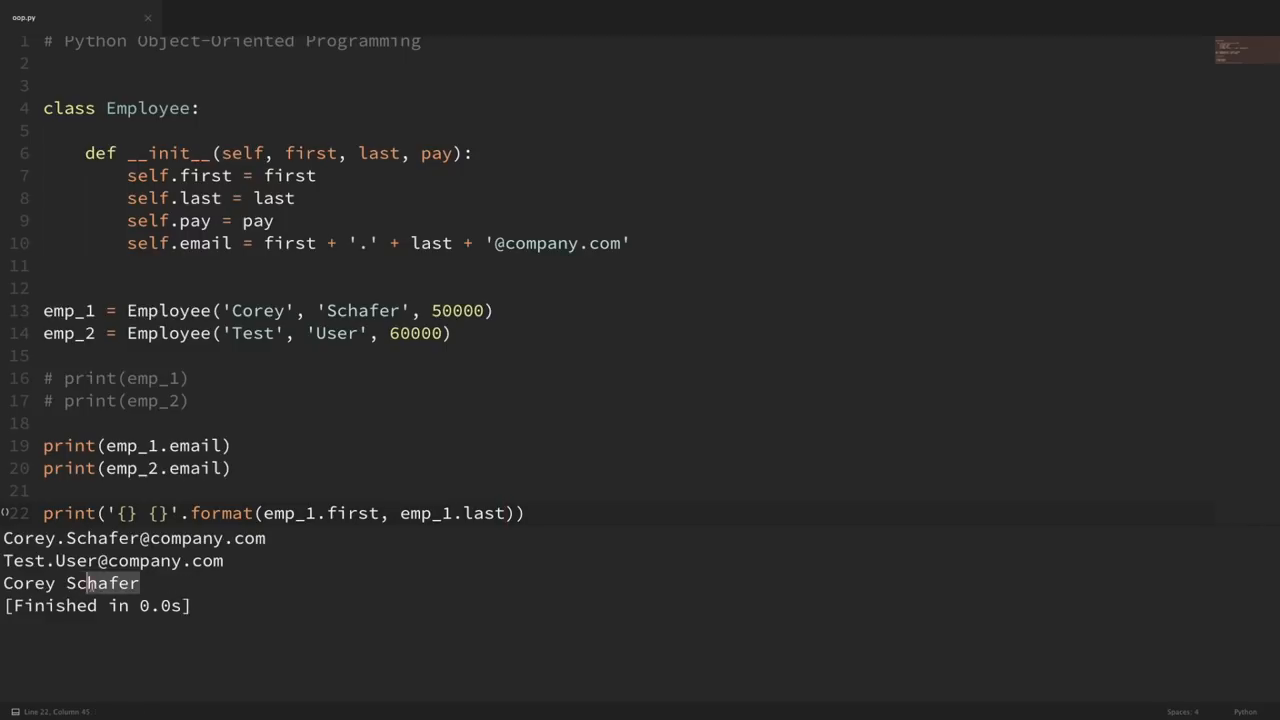 oop.py ×
1 # Python Object-Oriented Programming
2
3
4 class Employee:
5
6     def __init__(self, first, last, pay):
7         self.first = first
8         self.last = last
9         self.pay = pay
10         self.email = first + '.' + last + '@company.com'
11
12
13 emp_1 = Employee('Corey', 'Schafer', 50000)
14 emp_2 = Employee('Test', 'User', 60000)
15
16 # print(emp_1)
17 # print(emp_2)
18
19 print(emp_1.email)
20 print(emp_2.email)
21
22 print('{} {}'.format(emp_1.first, emp_1.last))
Corey.Schafer@company.com
Test.User@company.com
Corey Schafer
[Finished in 0.0s]
Line 22, Column 45 Spaces: 4 Python